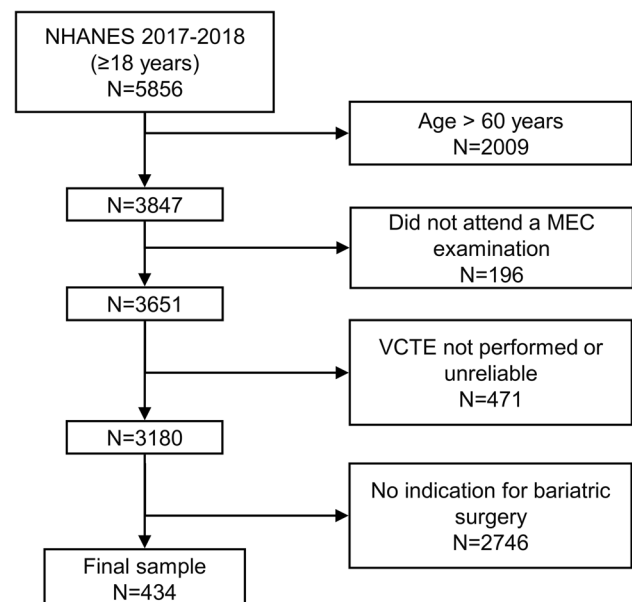 NHANES 2017-2018
(≥18 years)
N=5856
Age > 60 years
N=2009
N=3847
Did not attend a MEC
examination
N=196
N=3651
VCTE not performed or
unreliable
N=471
N=3180
No indication for bariatric
surgery
N=2746
Final sample
N=434